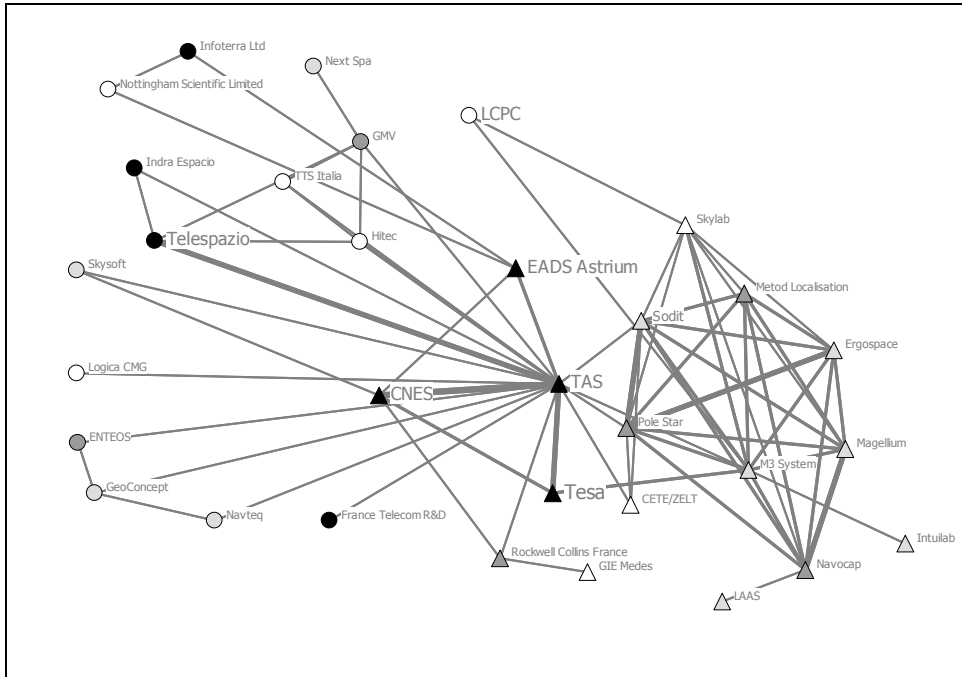 Infoterra Ltd
Next Spa
Nottingham Scientific Limited
LCPC
GMV
Indra Espacio
TTS Italia
Skylab
Telespazio
Hitec
Skysoft
EADS Astrium
Metod Localisation
Sodit
Ergospace
Logica CMG
TAS
CNES
Pole Star
ENTEOS
Magellium
M3 System
GeoConcept
Tesa
CETE/ZELT
Navteq
France Telecom R&D
Intuilab
Rockwell Collins France
GIE Medes
Navocap
LAAS